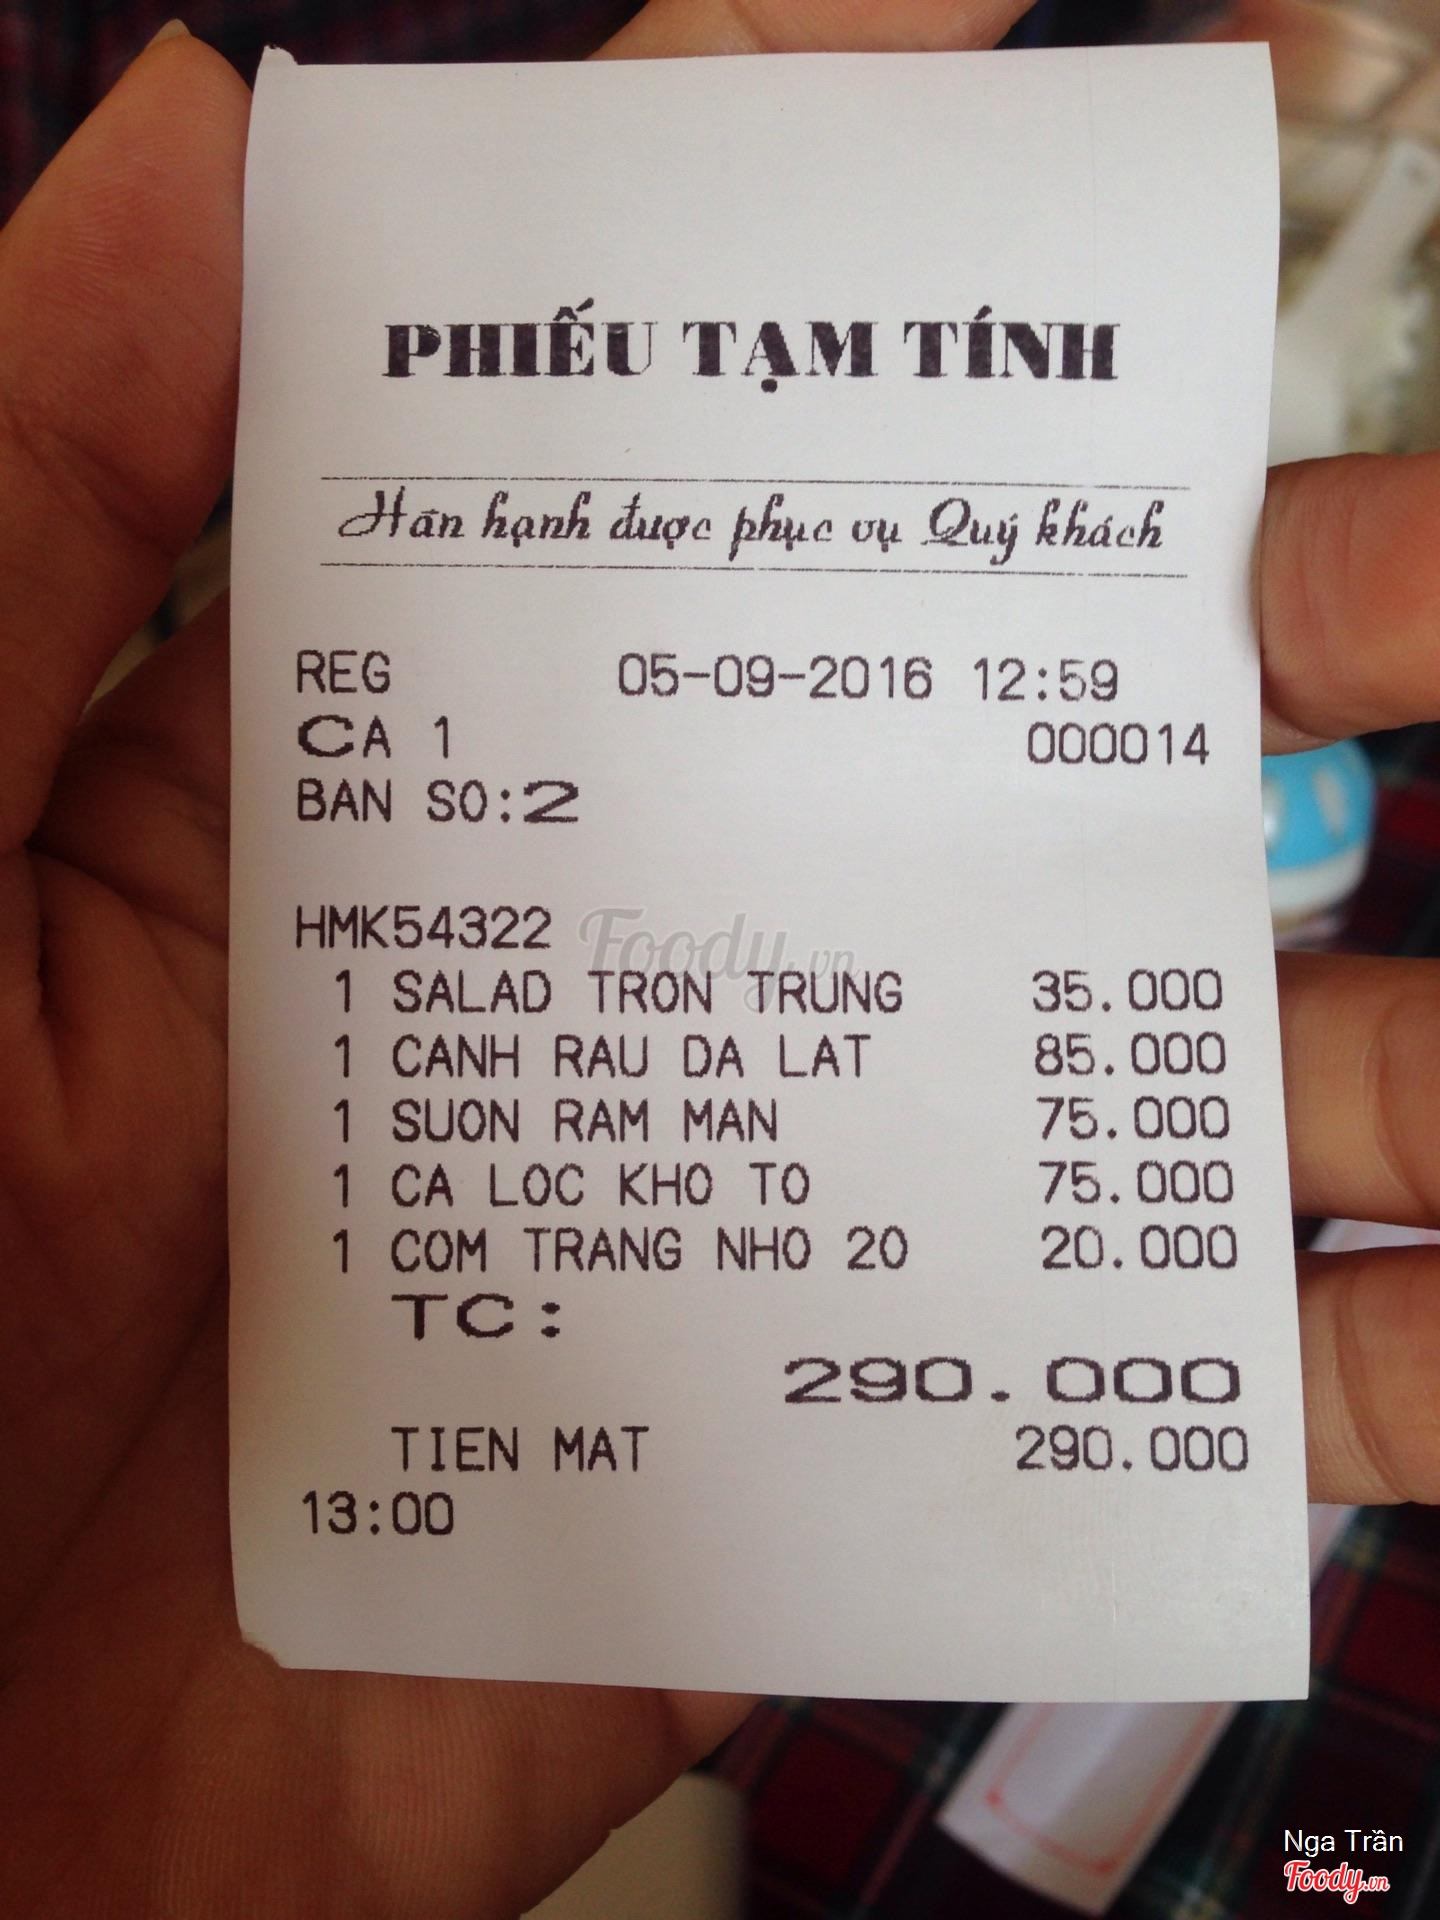 PHIẾU TẠM TÍNH
Hân hạnh được phục vụ Quý khách
REG 05-09-2016 12:59
CA 1 000014
BAN SO:2
HMK54322
Foody.vn
1 SALAD TRON TRUNG 35.000
1 CANH RAU DA LAT 85.000
1 SUON RAM MAN 75.000
1 CA LOC KHO TO 75.000
1 COM TRANG NHO 20 20.000
TC:
290.000
TIEN MAT 290.000
13:00
Nga Trần
Foody.vn